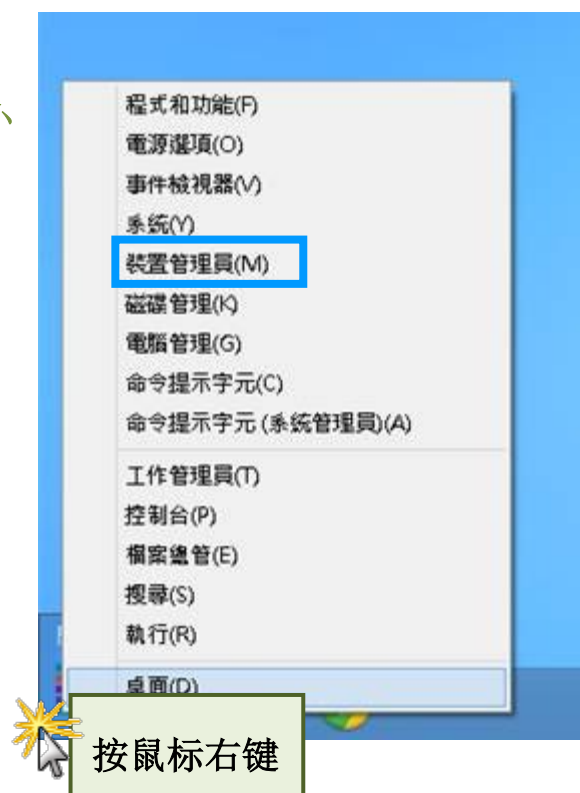 、
程式和功能(F)
電源選項(O)
事件檢視器(V)
系統(Y)
裝置管理員(M)
磁碟管理(K)
電腦管理(G)
命令提示字元(C)
命令提示字元 (系統管理員)(A)
工作管理員(T)
控制台(P)
檔案總管(E)
搜尋(S)
執行(R)
桌面(D)
按鼠标右键